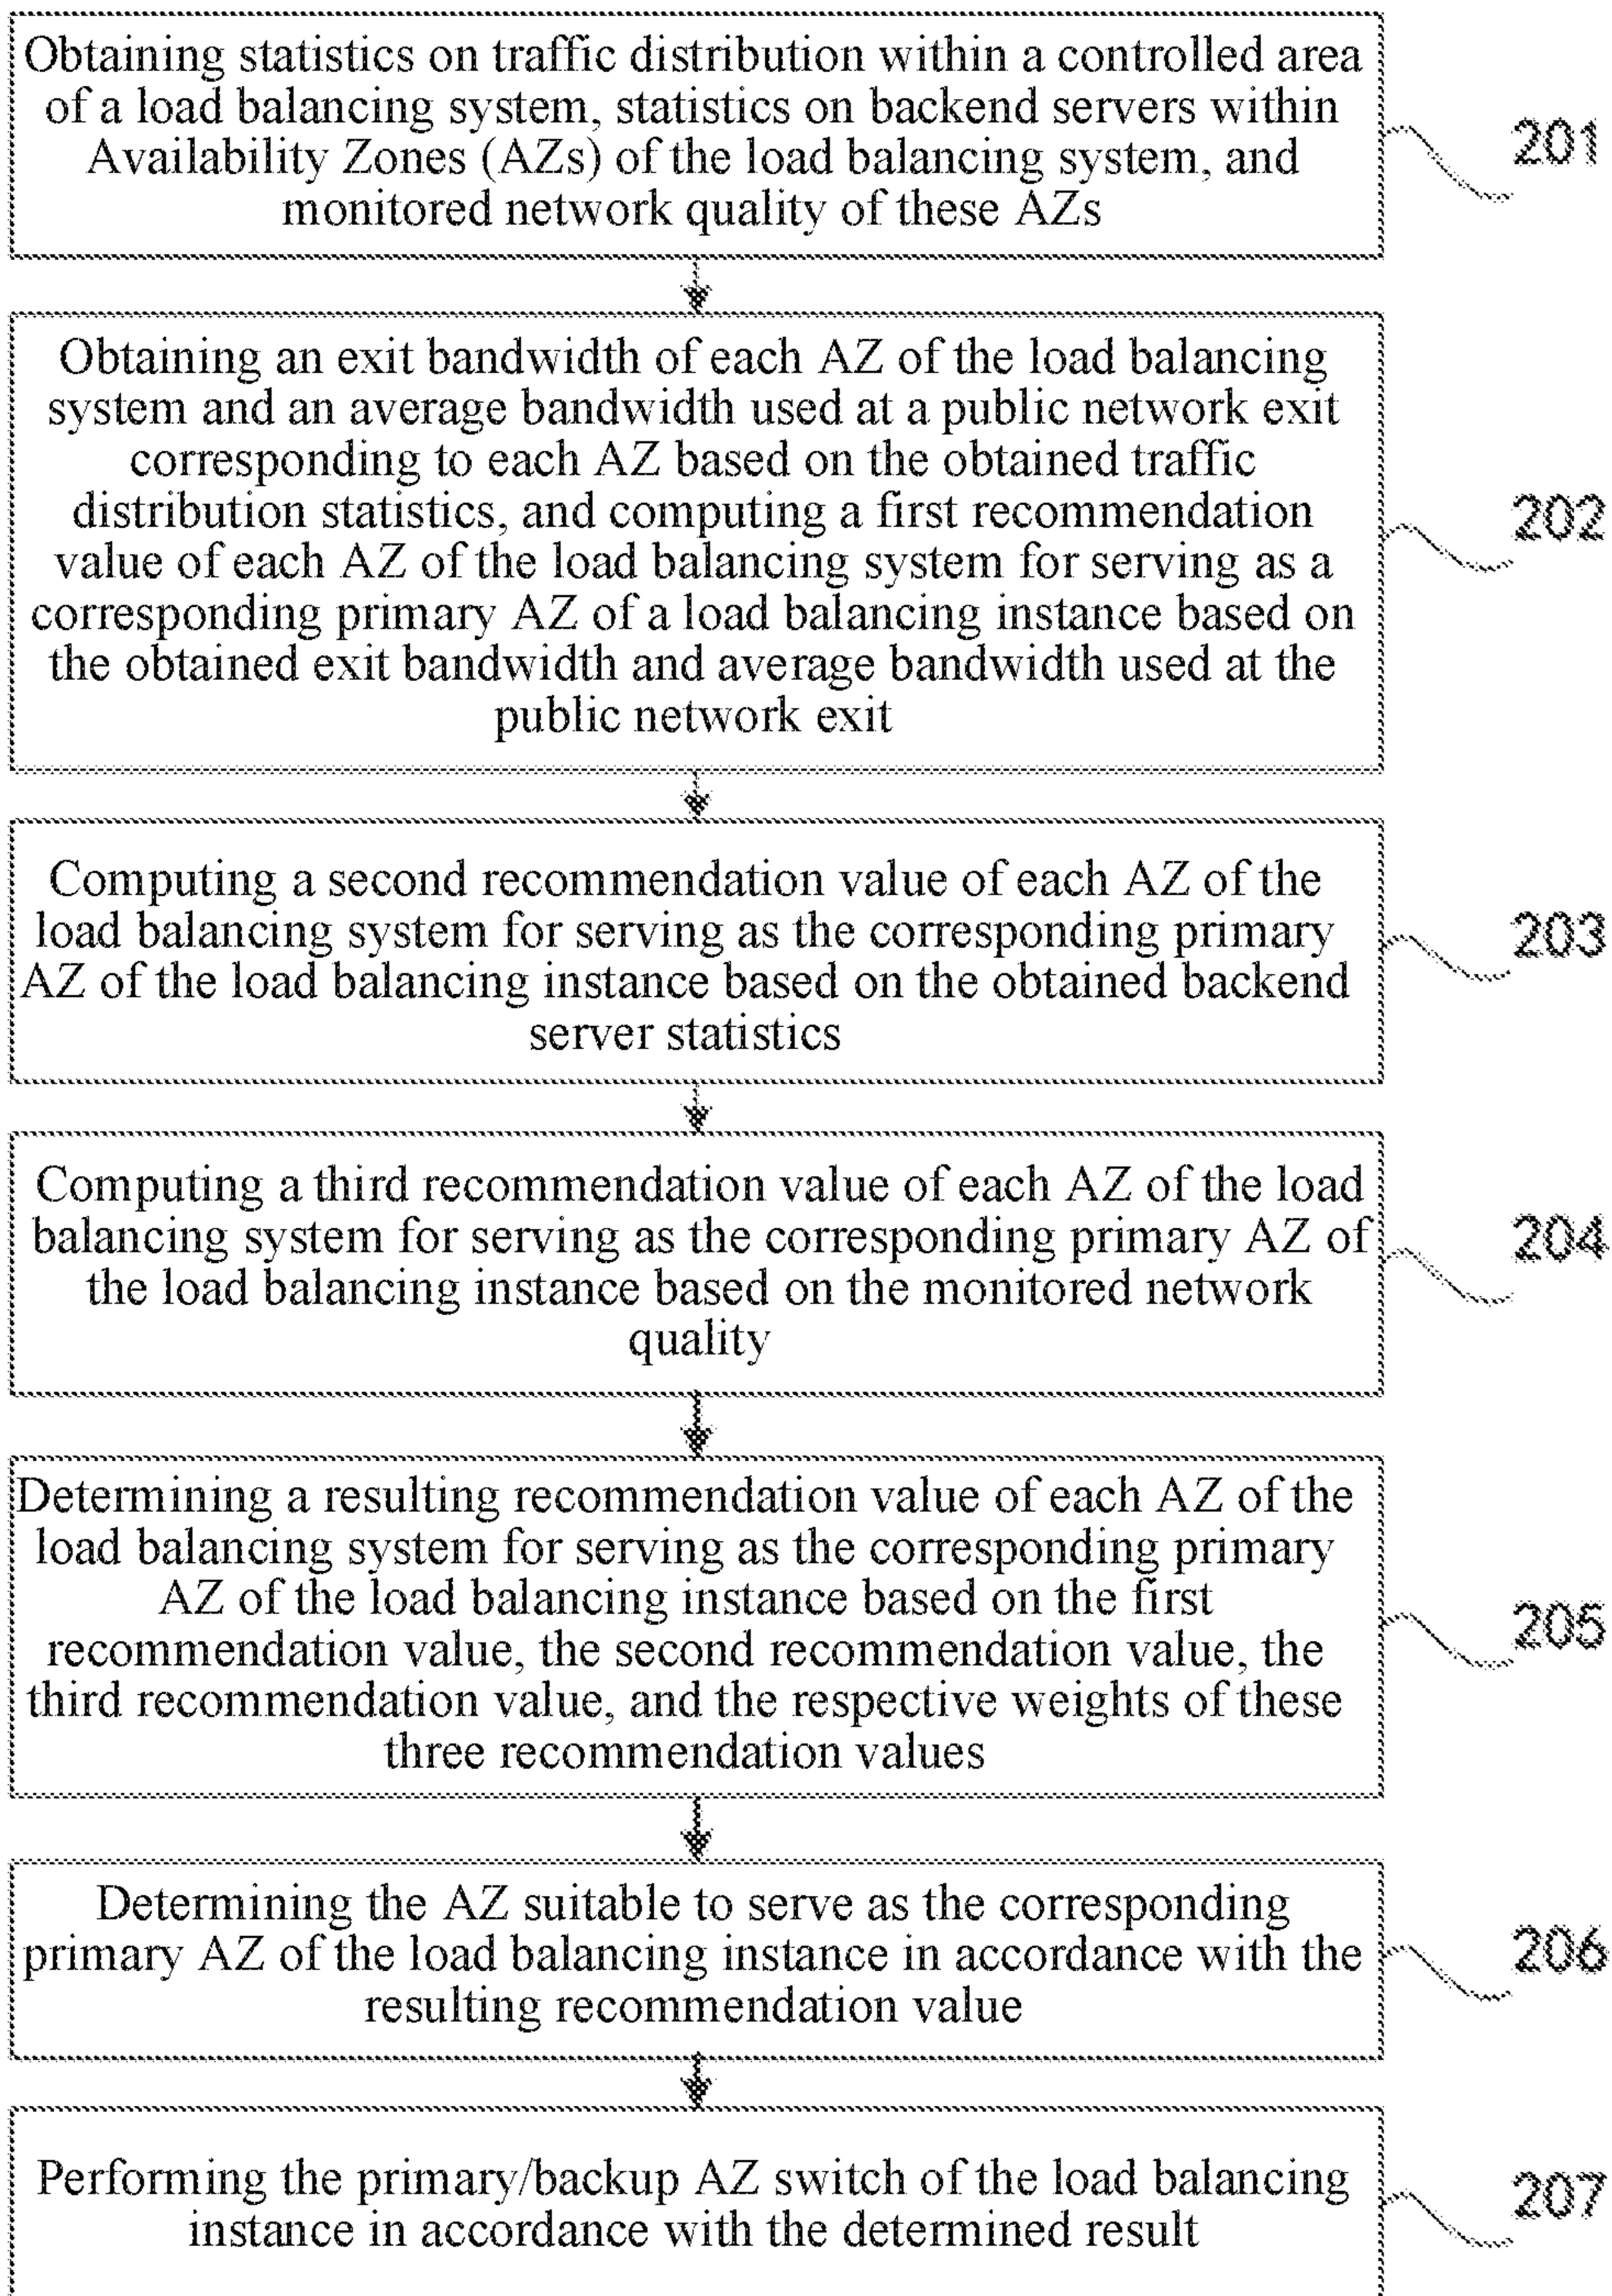 Obtaining statistics on traffic distribution within a controlled area
of a load balancing system, statistics on backend servers within
Availability Zones (AZs) of the load balancing system, and
monitored network quality of these AZs
201
Obtaining an exit bandwidth of each AZ of the load balancing
system and an average bandwidth used at a public network exit
corresponding to each AZ based on the obtained traffic
distribution statistics, and computing a first recommendation
value of each AZ of the load balancing system for serving as a
corresponding primary AZ of a load balancing instance based on
the obtained exit bandwidth and average bandwidth used at the
public network exit
202
Computing a second recommendation value of each AZ of the
load balancing system for serving as the corresponding primary
AZ of the load balancing instance based on the obtained backend
server statistics
203
Computing a third recommendation value of each AZ of the load
balancing system for serving as the corresponding primary AZ of
the load balancing instance based on the monitored network
quality
204
Determining a resulting recommendation value of each AZ of the
load balancing system for serving as the corresponding primary
AZ of the load balancing instance based on the first
recommendation value, the second recommendation value, the
third recommendation value, and the respective weights of these
three recommendation values
205
Determining the AZ suitable to serve as the corresponding
primary AZ of the load balancing instance in accordance with the
resulting recommendation value
206
Performing the primary/backup AZ switch of the load balancing
instance in accordance with the determined result
207